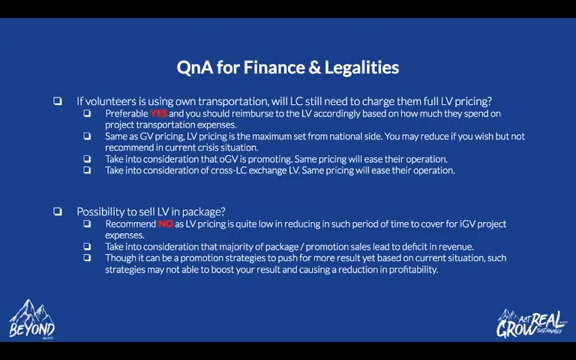 QnA for Finance & Legalities
If volunteers is using own transportation, will LC still need to charge them full LV pricing?
Preferable YES and you should reimburse to the LV accordingly based on how much they spend on
project transportation expenses.
Same as GV pricing, LV pricing is the maximum set from national side. You may reduce if you wish but not
recommend in current crisis situation.
Take into consideration that oGV is promoting. Same pricing will ease their operation.
Take into consideration of cross-LC exchange LV. Same pricing will ease their operation.
Possibility to sell LV in package?
Recommend NO as LV pricing is quite low in reducing in such period of time to cover for iGV project
expenses.
Take into consideration that majority of package / promotion sales lead to deficit in revenue.
Though it can be a promotion strategies to push for more result yet based on current situation, such
strategies may not able to boost your result and causing a reduction in profitability.
BEYOND
ACT REAL
GROW